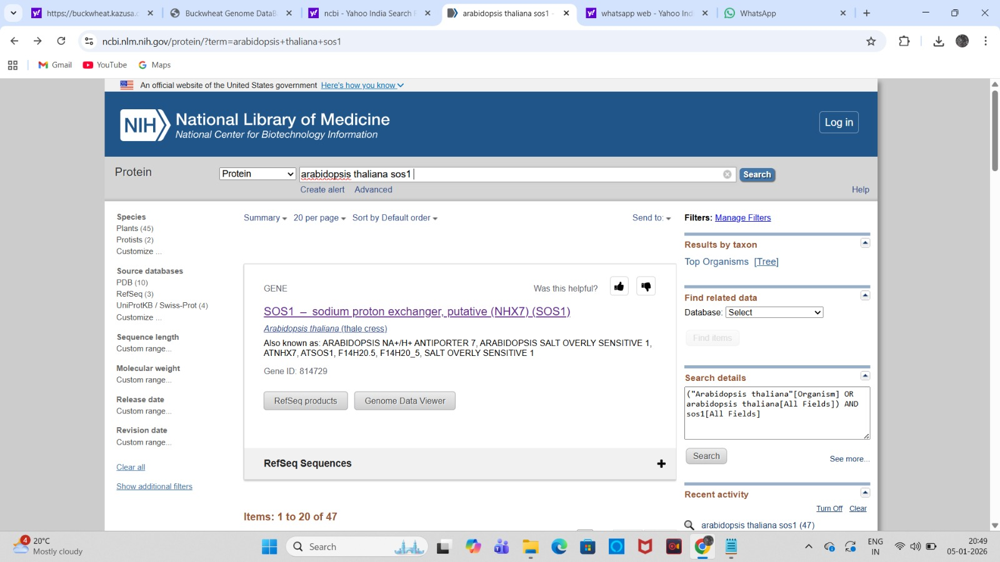 https://buckwheat.kazusa.c
Buckwheat Genome DataB
ncbi - Yahoo India Search
arabidopsis thaliana sos1 -
whatsapp web - Yahoo Ind
WhatsApp
ncbi.nlm.nih.gov/protein/?term=arabidopsis+thaliana+sos1
Gmail
YouTube
Maps
An official website of the United States government Here's how you know
NIH
National Library of Medicine
National Center for Biotechnology Information
Log in
Protein
Protein
arabidopsis thaliana sos1
Search
Create alert Advanced
Help
Species
Plants (45)
Protists (2)
Customize ...
Source databases
PDB (10)
RefSeq (3)
UniProtKB / Swiss-Prot (4)
Customize ...
Sequence length
Custom range...
Molecular weight
Custom range...
Release date
Custom range...
Revision date
Custom range...
Clear all
Show additional filters
Summary 20 per page Sort by Default order
Send to:
GENE
Was this helpful?
SOS1 – sodium proton exchanger, putative (NHX7) (SOS1)
Arabidopsis thaliana (thale cress)
Also known as: ARABIDOPSIS NA+/H+ ANTIPORTER 7, ARABIDOPSIS SALT OVERLY SENSITIVE 1,
ATNHX7, ATSOS1, F14H20.5, F14H20_5, SALT OVERLY SENSITIVE 1
Gene ID: 814729
RefSeq products
Genome Data Viewer
RefSeq Sequences
Items: 1 to 20 of 47
Filters: Manage Filters
Results by taxon
Top Organisms [Tree]
Find related data
Database: Select
Find items
Search details
("Arabidopsis thaliana"[Organism] OR
arabidopsis thaliana[All Fields]) AND
sos1[All Fields]
Search
See more...
Recent activity
Turn Off Clear
arabidopsis thaliana sos1 (47)
4
20°C
Mostly cloudy
Search
ENG
IN
20:49
05-01-2026